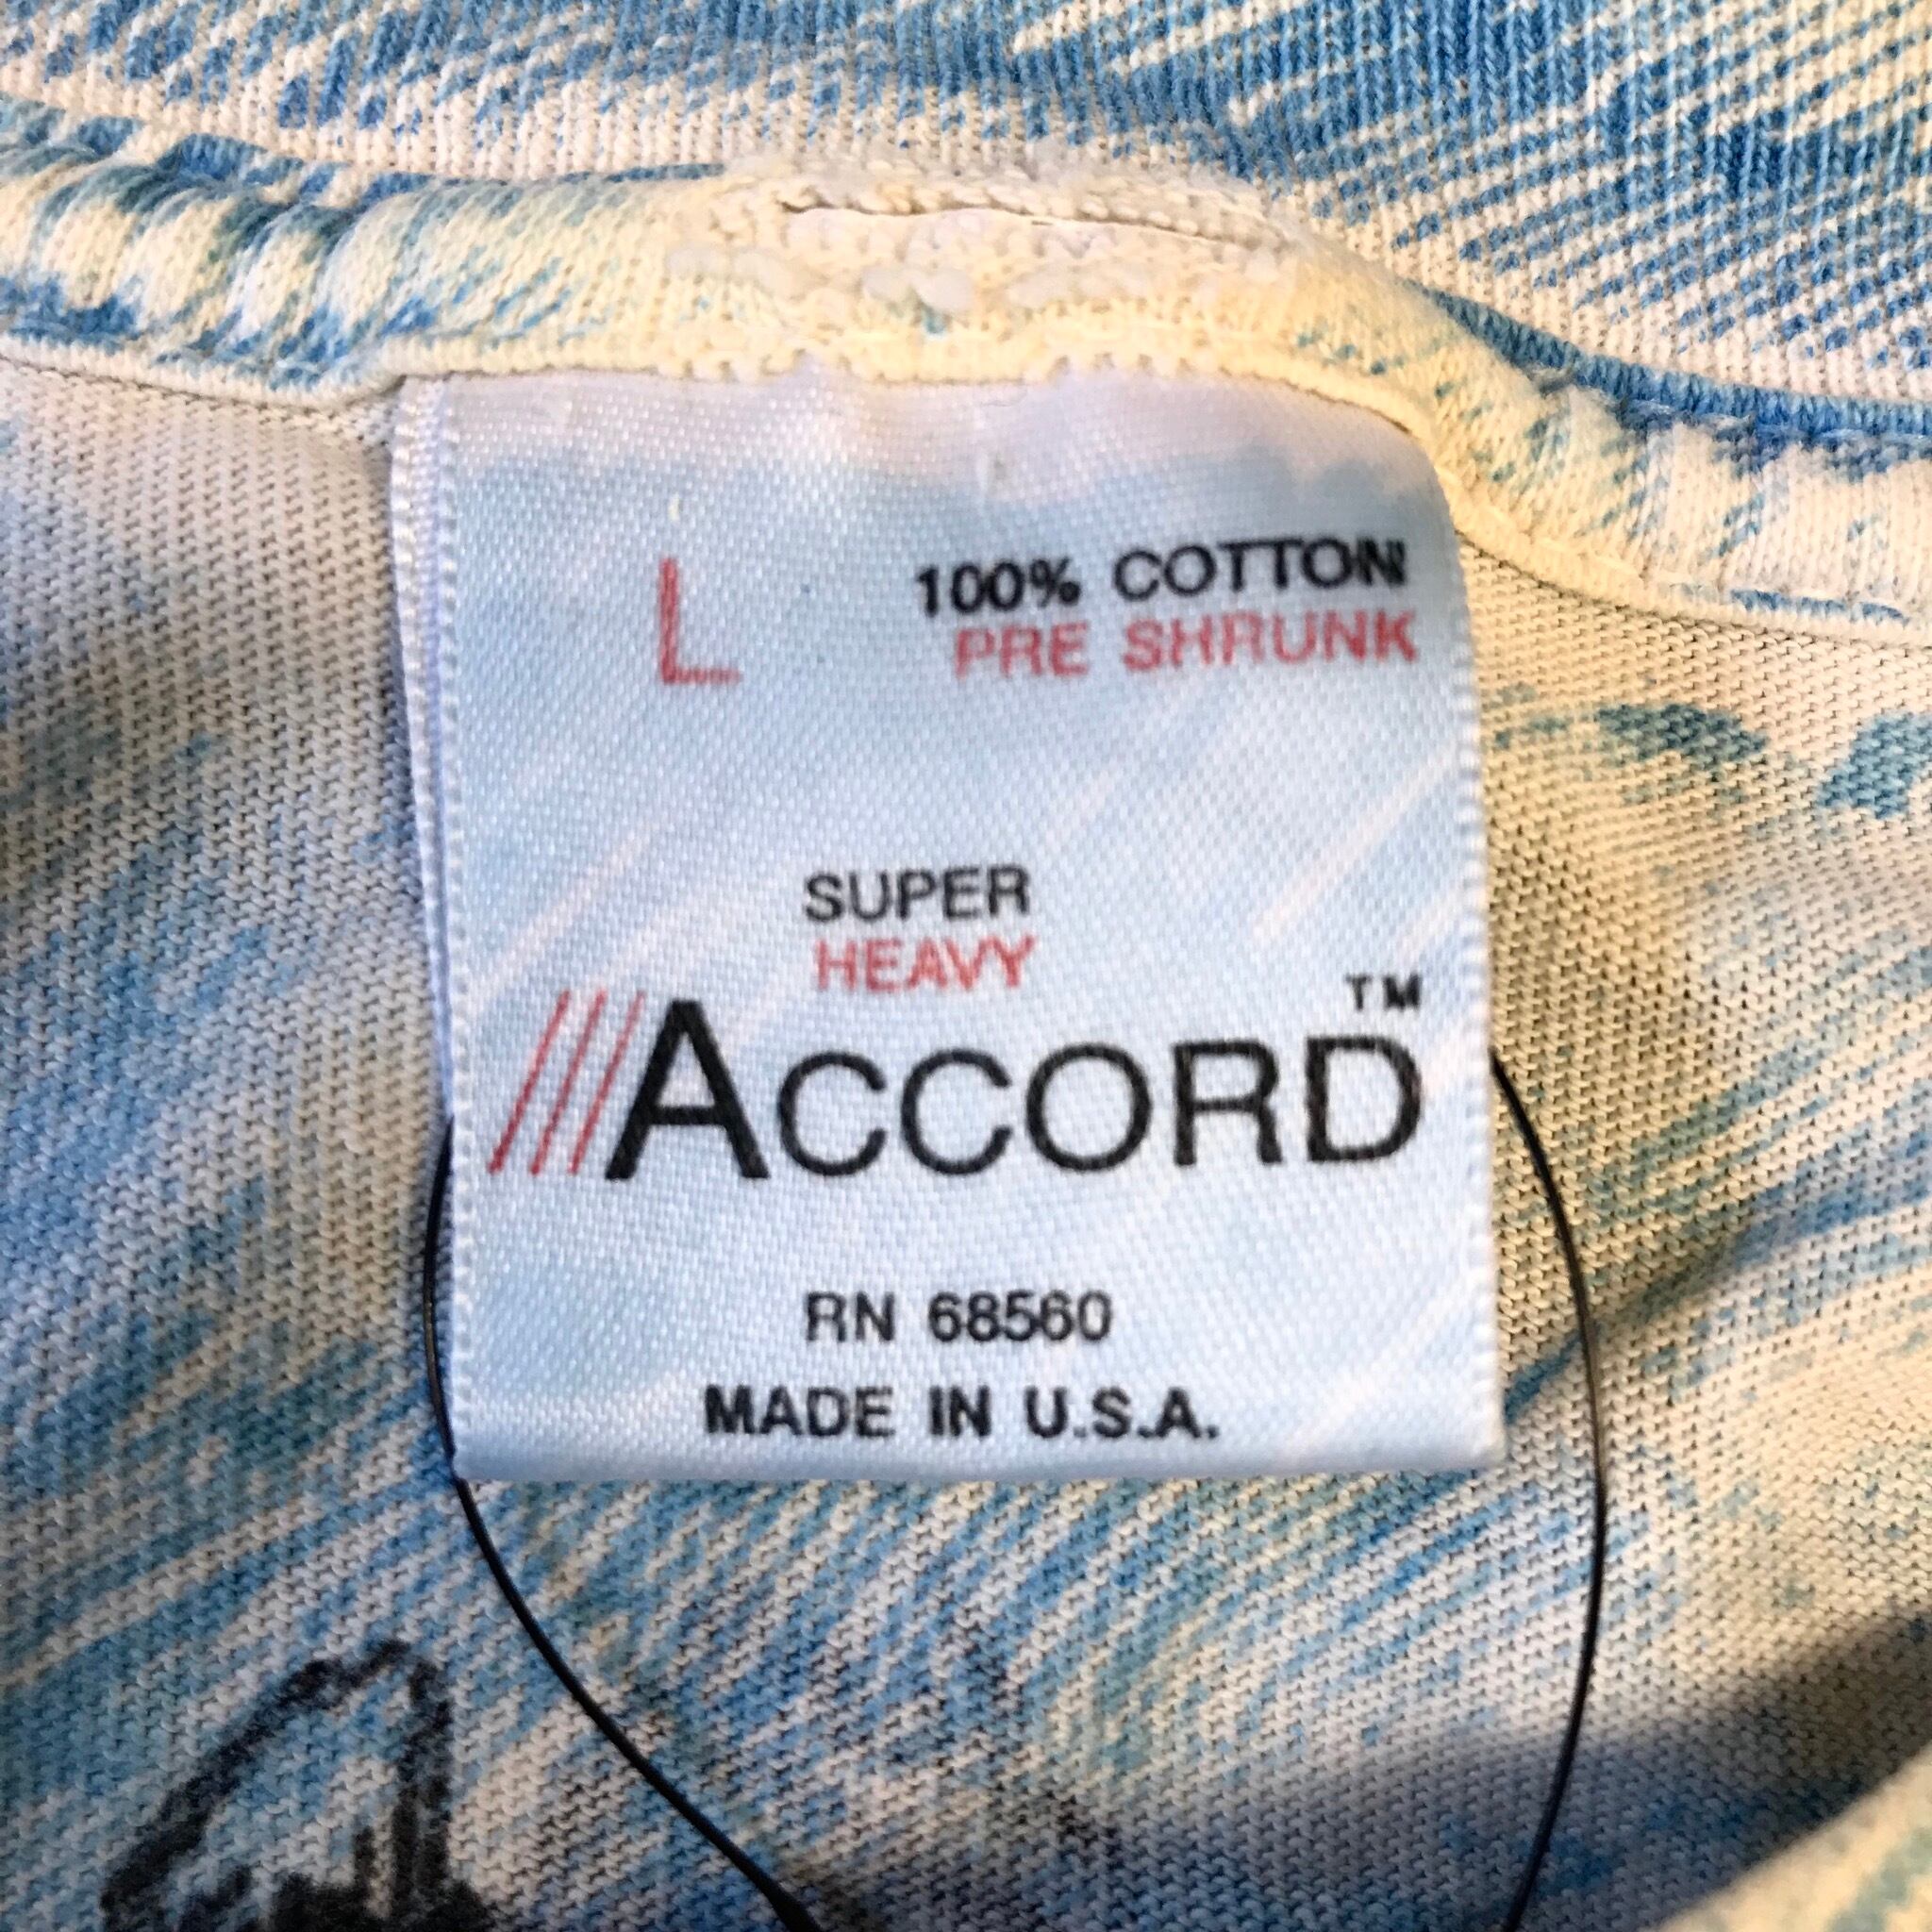 L 100% COTTON
PRE SHRUNK
SUPER
HEAVY
///ACCORD™
RN 68560
MADE IN U.S.A.